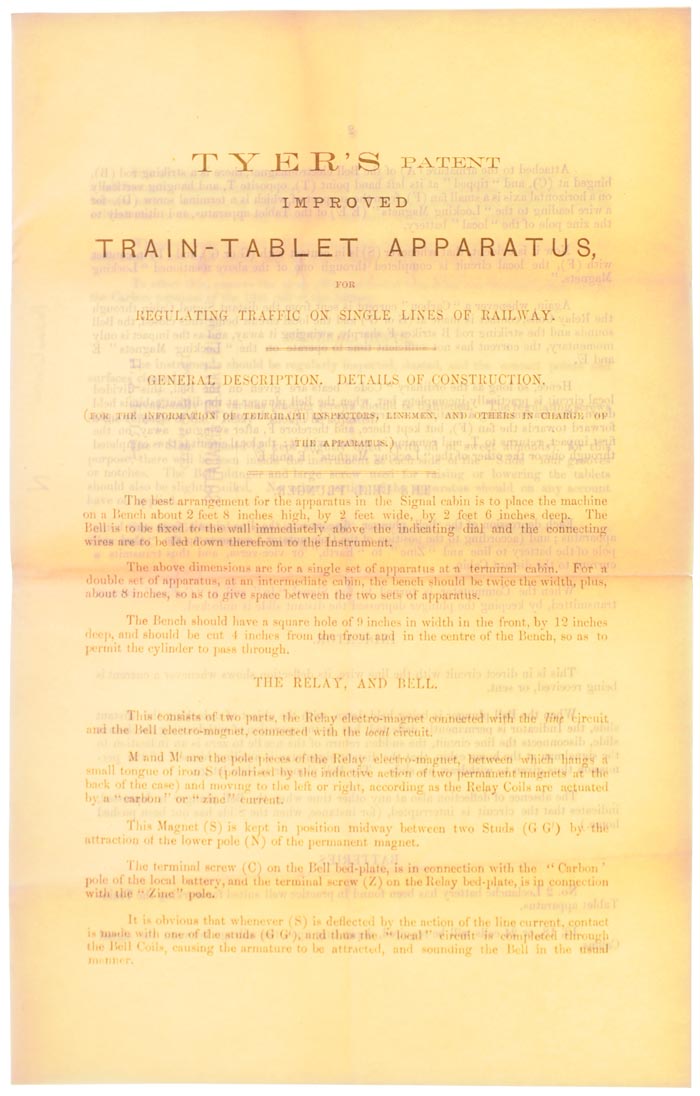 TYER'S PATENT
IMPROVED
TRAIN-TABLET APPARATUS,
FOR
REGULATING TRAFFIC ON SINGLE LINES OF RAILWAY.
GENERAL DESCRIPTION. DETAILS OF CONSTRUCTION,
(FOR THE INFORMATION OF TELEGRAPH INSPECTORS, LINEMEN, AND OTHERS IN CHARGE OF
THE APPARATUS.)
The best arrangement for the apparatus in the Signal cabin is to place the machine
on a Bench about 2 feet 8 inches high, by 2 feet wide, by 2 feet 6 inches deep. The
Bell is to be fixed to the wall immediately above the indicating dial and the connecting
wires are to be led down therefrom to the Instrument.
The above dimensions are for a single set of apparatus at a terminal cabin. For a
double set of apparatus, at an intermediate cabin, the bench should be twice the width, plus,
about 8 inches, so as to give space between the two sets of apparatus.
The Bench should have a square hole of 9 inches in width in the front, by 12 inches
deep, and should be cut 4 inches from the front and in the centre of the Bench, so as to
permit the cylinder to pass through.
THE RELAY, AND BELL.
This consists of two parts, the Relay electro-magnet connected with the line circuit
and the Bell electro-magnet, connected with the local circuit.
M and M' are the pole pieces of the Relay electro-magnet, between which hangs a
small tongue of iron S (polarised by the inductive action of two permanent magnets at the
back of the case) and moving to the left or right, according as the Relay Coils are actuated
by a "carbon" or "zinc" current.
This Magnet (S) is kept in position midway between two Studs (G G') by the
attraction of the lower pole (N) of the permanent magnet.
The terminal screw (C) on the Bell bed-plate, is in connection with the "Carbon'
pole of the local battery, and the terminal screw (Z) on the Relay bed-plate, is in connection
with the "Zinc" pole.
It is obvious that whenever (S) is deflected by the action of the line current, contact
is made with one of the studs (G G'), and thus the "local" circuit is completed through
the Bell Coils, causing the armature to be attracted, and sounding the Bell in the usual
manner.